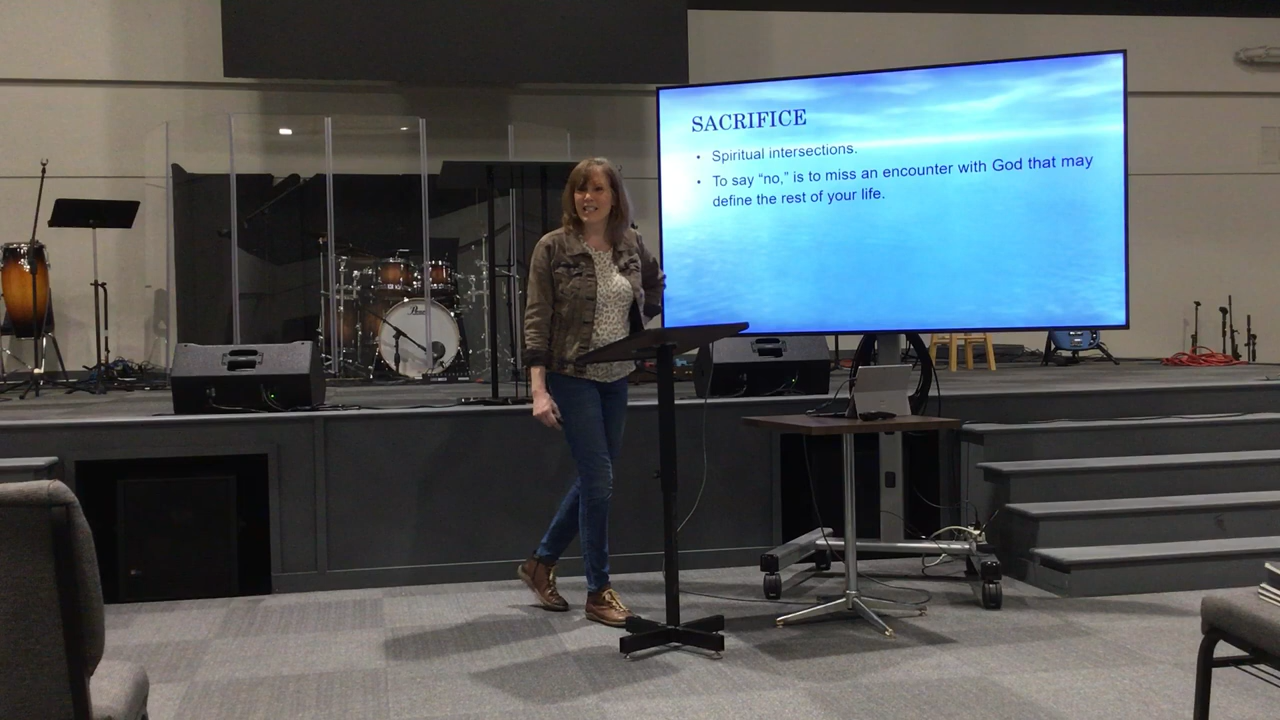 SACRIFICE
• Spiritual intersections.
• To say “no,” is to miss an encounter with God that may
define the rest of your life.